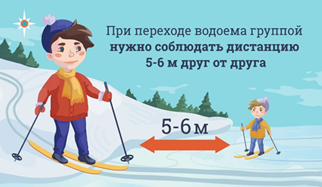 При переходе водоема группой
нужно соблюдать дистанцию
5-6 м друг от друга
5-6 м